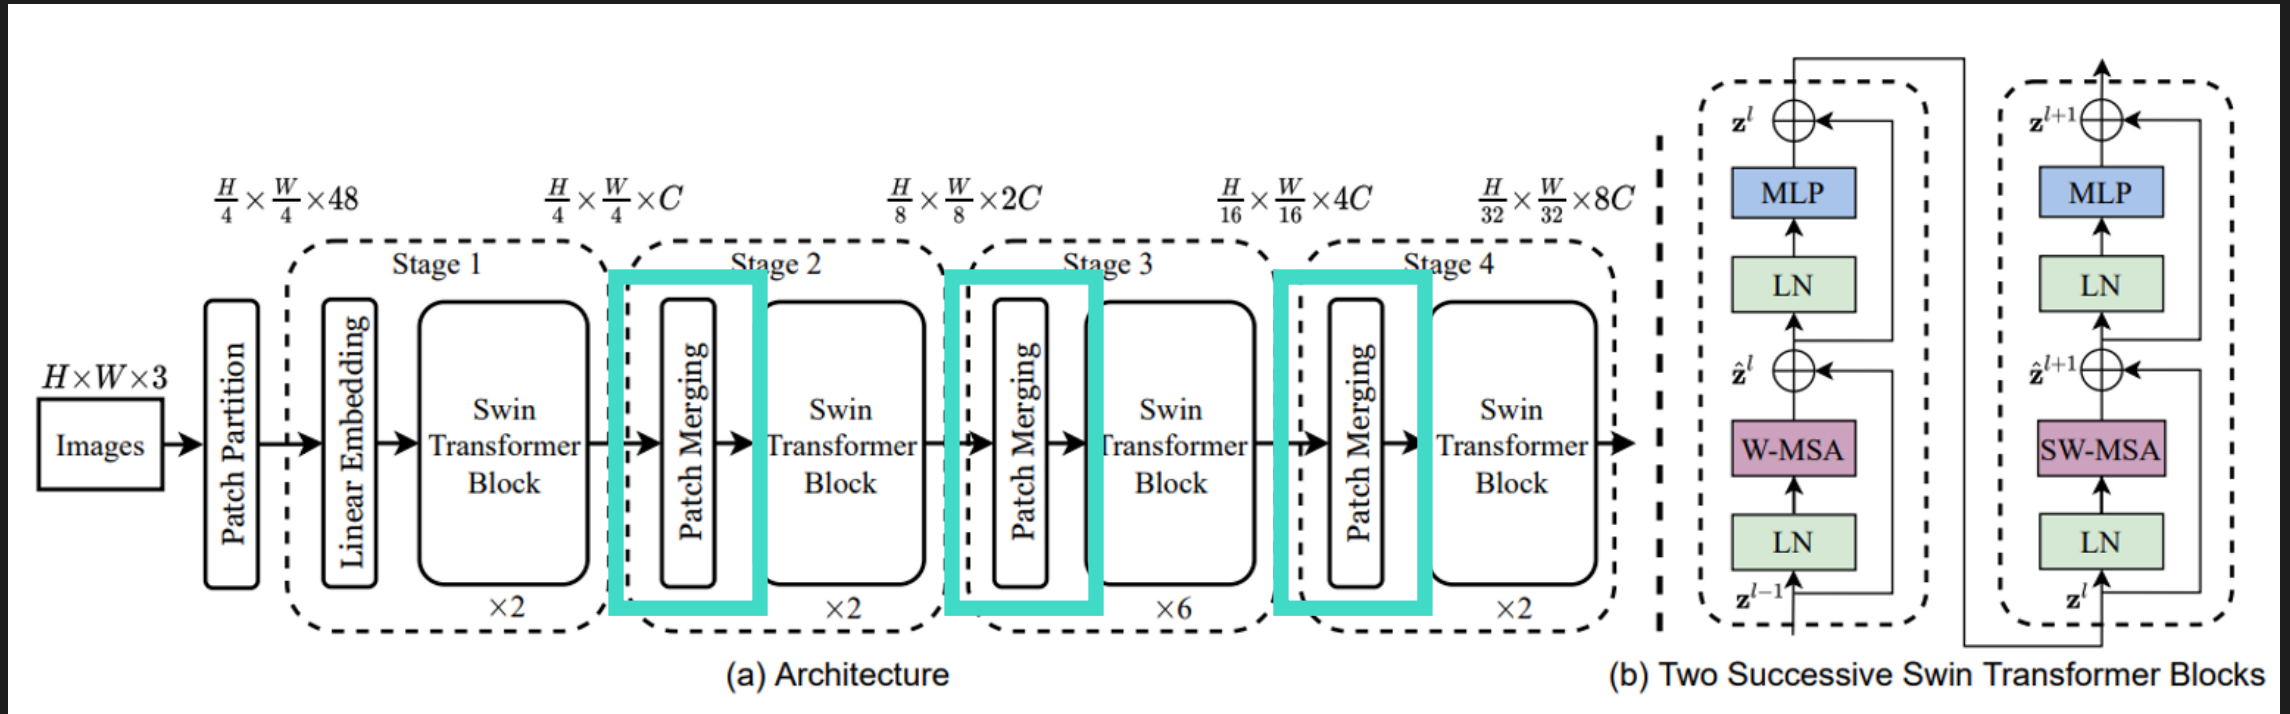 H/4 × W/4 × 48
H/4 × W/4 × C
H/8 × W/8 × 2C
H/16 × W/16 × 4C
H/32 × W/32 × 8C
Stage 1
Stage 2
Stage 3
Stage 4
H×W×3
Images
Patch Partition
Linear Embedding
Swin
Transformer
Block
×2
Patch Merging
Swin
Transformer
Block
×2
Patch Merging
Swin
Transformer
Block
×6
Patch Merging
Swin
Transformer
Block
×2
(a) Architecture
z^l
MLP
LN
ẑ^l
W-MSA
LN
z^{l-1}
z^{l+1}
MLP
LN
ẑ^{l+1}
SW-MSA
LN
z^l
(b) Two Successive Swin Transformer Blocks